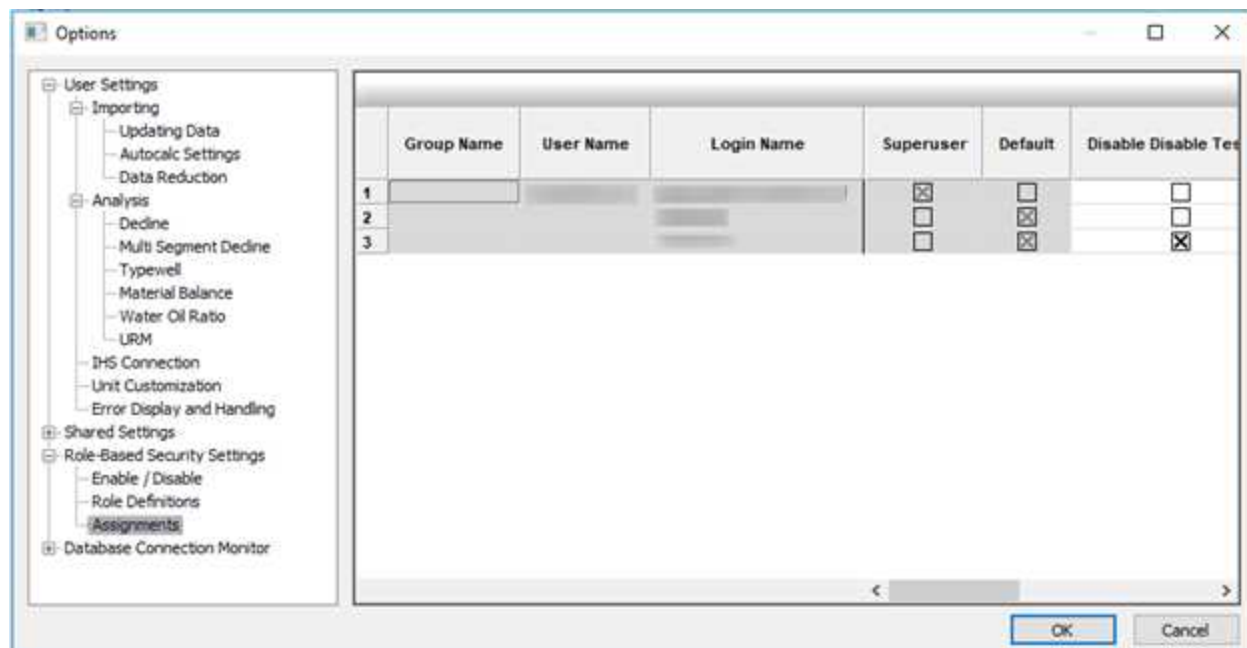 Options
User Settings
Importing
Updating Data
Autocalc Settings
Data Reduction
Analysis
Decline
Multi Segment Decline
Typewell
Material Balance
Water Oil Ratio
URM
IHS Connection
Unit Customization
Error Display and Handling
Shared Settings
Role-Based Security Settings
Enable / Disable
Role Definitions
Assignments
Database Connection Monitor
Group Name User Name Login Name Superuser Default Disable Disable Tes
1
2
3
OK Cancel